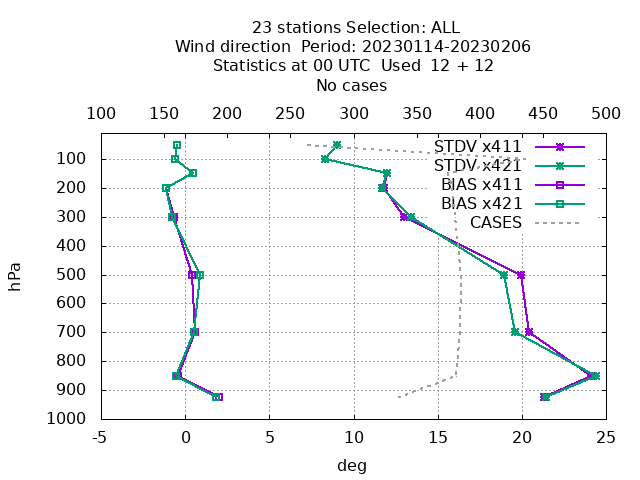 23 stations Selection: ALL
Wind direction  Period: 20230114-20230206
Statistics at 00 UTC  Used  12 + 12
No cases
100 150 200 250 300 350 400 450 500
STDV x411
STDV x421
BIAS x411
BIAS x421
CASES
hPa
100
200
300
400
500
600
700
800
900
1000
-5 0 5 10 15 20 25
deg